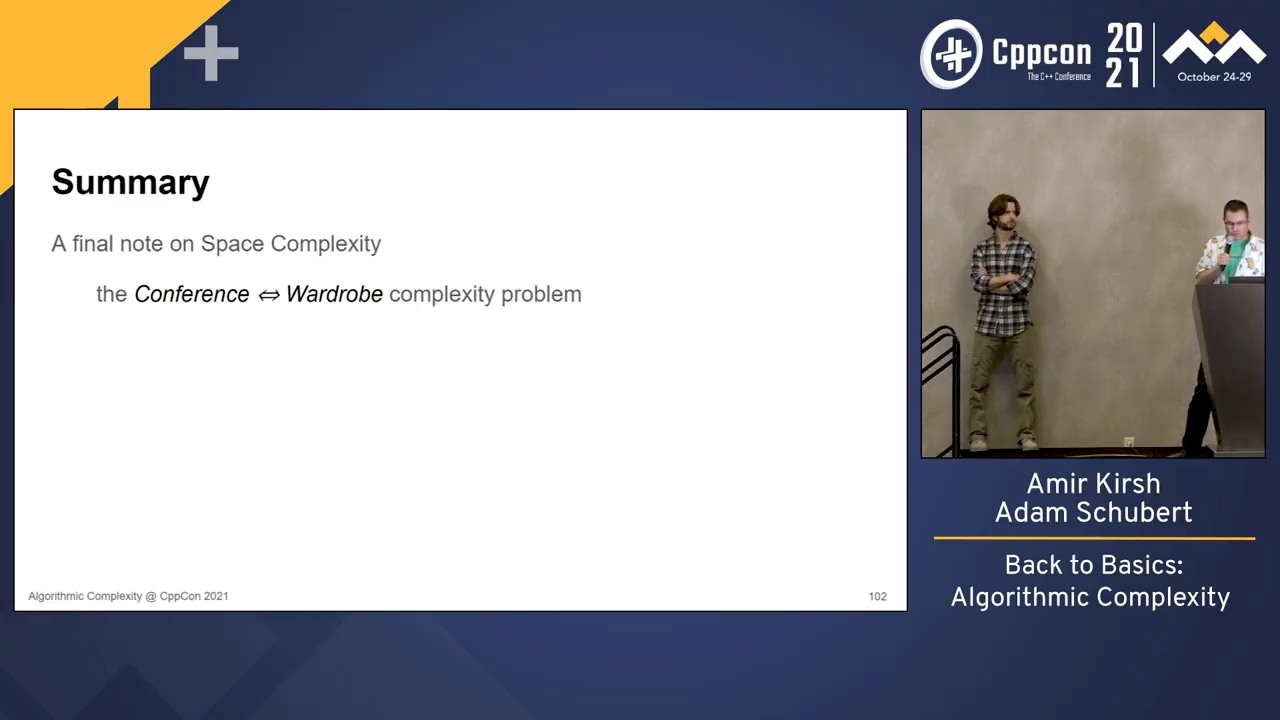 Cppcon
The C++ Conference
20
21
October 24-29
Summary
A final note on Space Complexity
the Conference ⇔ Wardrobe complexity problem
Algorithmic Complexity @ CppCon 2021
102
Amir Kirsh
Adam Schubert
Back to Basics:
Algorithmic Complexity